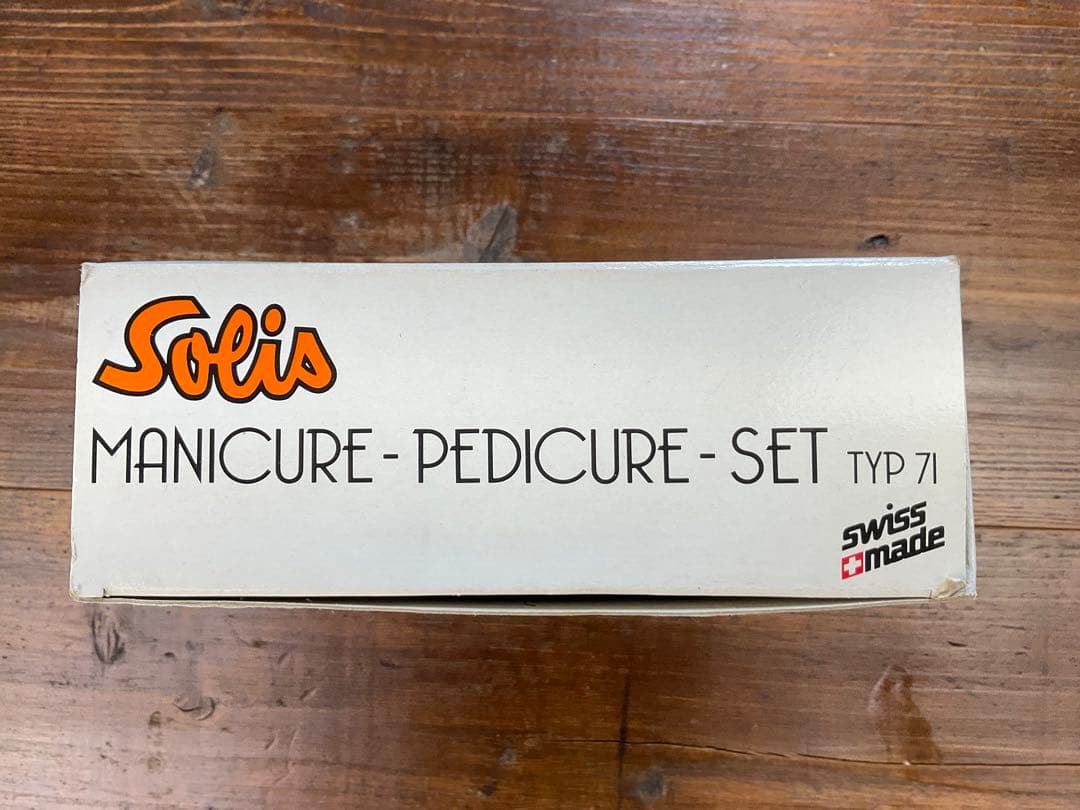 Solis
MANICURE - PEDICURE - SET TYP 71
swiss
made